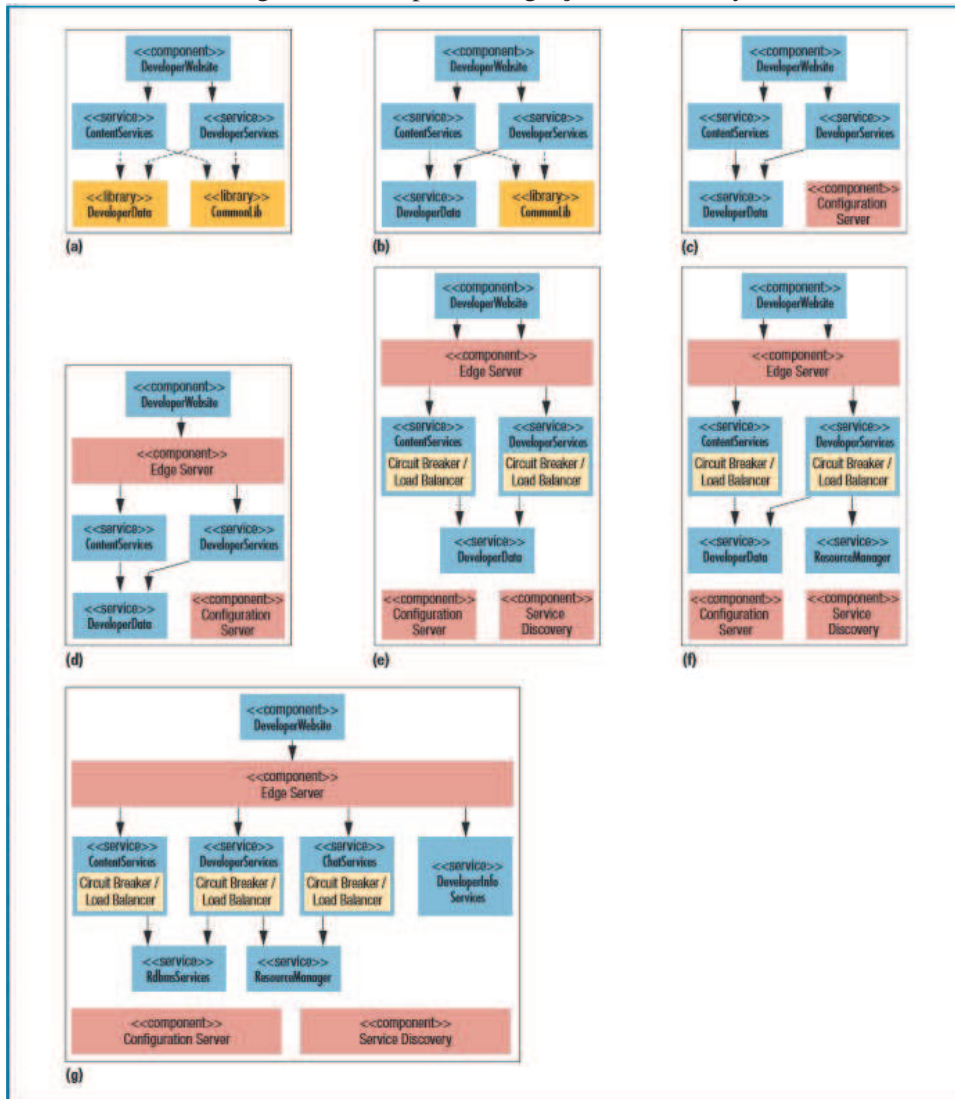 <<component>>
DeveloperWebsite
<<service>>
ContentServices
<<service>>
DeveloperServices
<<library>>
DeveloperData
<<library>>
CommonLib
(a)
<<component>>
DeveloperWebsite
<<service>>
ContentServices
<<service>>
DeveloperServices
<<service>>
DeveloperData
<<library>>
CommonLib
(b)
<<component>>
DeveloperWebsite
<<service>>
ContentServices
<<service>>
DeveloperServices
<<service>>
DeveloperData
<<component>>
Configuration
Server
(c)
<<component>>
DeveloperWebsite
<<component>>
Edge Server
<<service>>
ContentServices
<<service>>
DeveloperServices
<<service>>
DeveloperData
<<component>>
Configuration
Server
(d)
<<component>>
DeveloperWebsite
<<component>>
Edge Server
<<service>>
ContentServices
Circuit Breaker /
Load Balancer
<<service>>
DeveloperServices
Circuit Breaker /
Load Balancer
<<service>>
DeveloperData
<<component>>
Configuration
Server
<<component>>
Service
Discovery
(e)
<<component>>
DeveloperWebsite
<<component>>
Edge Server
<<service>>
ContentServices
Circuit Breaker /
Load Balancer
<<service>>
DeveloperServices
Circuit Breaker /
Load Balancer
<<service>>
DeveloperData
<<service>>
ResourceManager
<<component>>
Configuration
Server
<<component>>
Service
Discovery
(f)
<<component>>
DeveloperWebsite
<<component>>
Edge Server
<<service>>
ContentServices
Circuit Breaker /
Load Balancer
<<service>>
DeveloperServices
Circuit Breaker /
Load Balancer
<<service>>
ChatServices
Circuit Breaker /
Load Balancer
<<service>>
DeveloperInfo
Services
<<service>>
RdbmsServices
<<service>>
ResourceManager
<<component>>
Configuration Server
<<component>>
Service Discovery
(g)